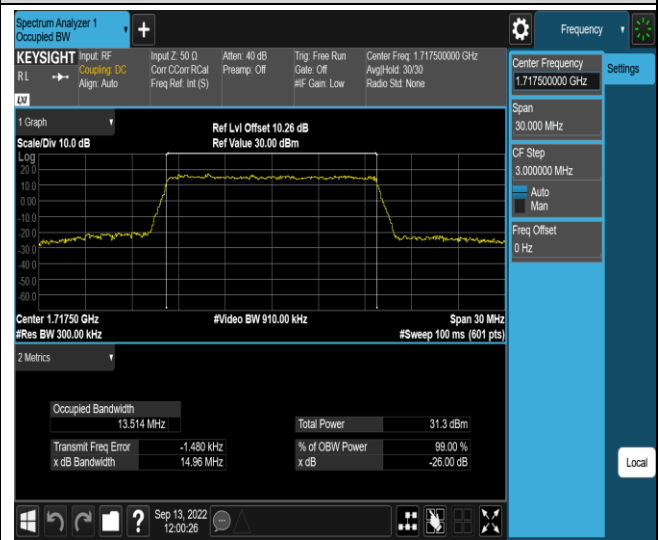 Spectrum Analyzer 1
Occupied BW
+
Frequency
KEYSIGHT
RL
LXI
Input: RF
Coupling: DC
Align: Auto
Input Z: 50 Ω
Corr CCorr RCal
Freq Ref: Int (S)
Atten: 40 dB
Preamp: Off
Trig: Free Run
Gate: Off
#IF Gain: Low
Center Freq: 1.717500000 GHz
Avg|Hold: 30/30
Radio Std: None
Center Frequency
1.717500000 GHz
Settings
Span
30.000 MHz
CF Step
3.000000 MHz
Auto
Man
Freq Offset
0 Hz
1 Graph
Scale/Div 10.0 dB
Ref Lvl Offset 10.26 dB
Ref Value 30.00 dBm
Log
20.0
10.0
0.00
-10.0
-20.0
-30.0
-40.0
-50.0
-60.0
Center 1.71750 GHz
#Video BW 910.00 kHz
Span 30 MHz
#Res BW 300.00 kHz
#Sweep 100 ms (601 pts)
2 Metrics
Occupied Bandwidth
13.514 MHz
Total Power 31.3 dBm
Transmit Freq Error -1.480 kHz
% of OBW Power 99.00 %
x dB Bandwidth 14.96 MHz
x dB -26.00 dB
Local
?
Sep 13, 2022
12:00:26